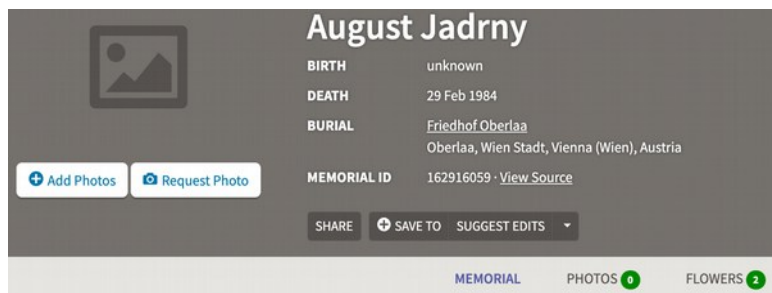 August Jadrny
BIRTH unknown
DEATH 29 Feb 1984
BURIAL Friedhof Oberlaa
Oberlaa, Wien Stadt, Vienna (Wien), Austria
Add Photos Request Photo
MEMORIAL ID 162916059 · View Source
SHARE SAVE TO SUGGEST EDITS
MEMORIAL PHOTOS 0 FLOWERS 2